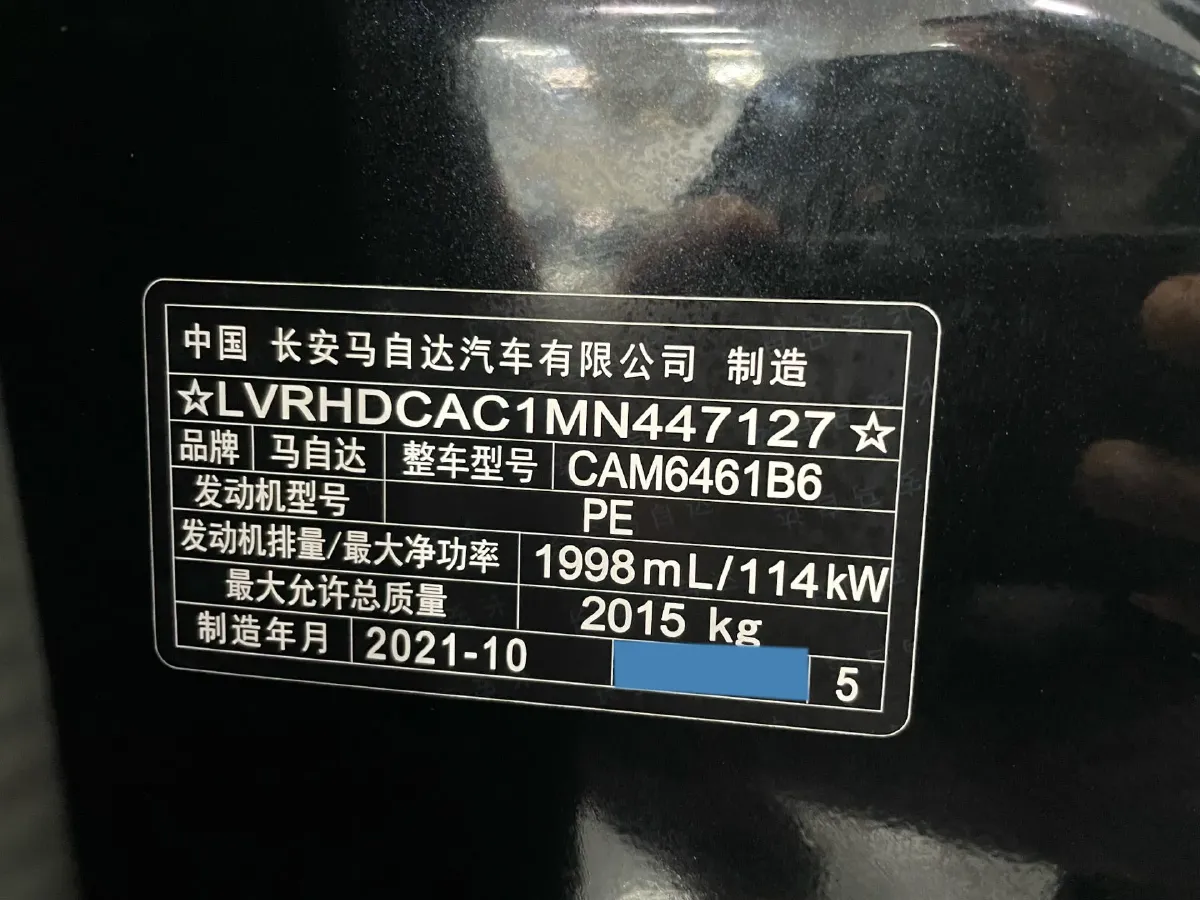 中国 长安马自达汽车有限公司 制造
☆LVRHDCAC1MN447127☆
品牌 马自达 整车型号 CAM6461B6
发动机型号 PE
发动机排量/最大净功率 1998mL/114kW
最大允许总质量 2015 kg
制造年月 2021-10 5